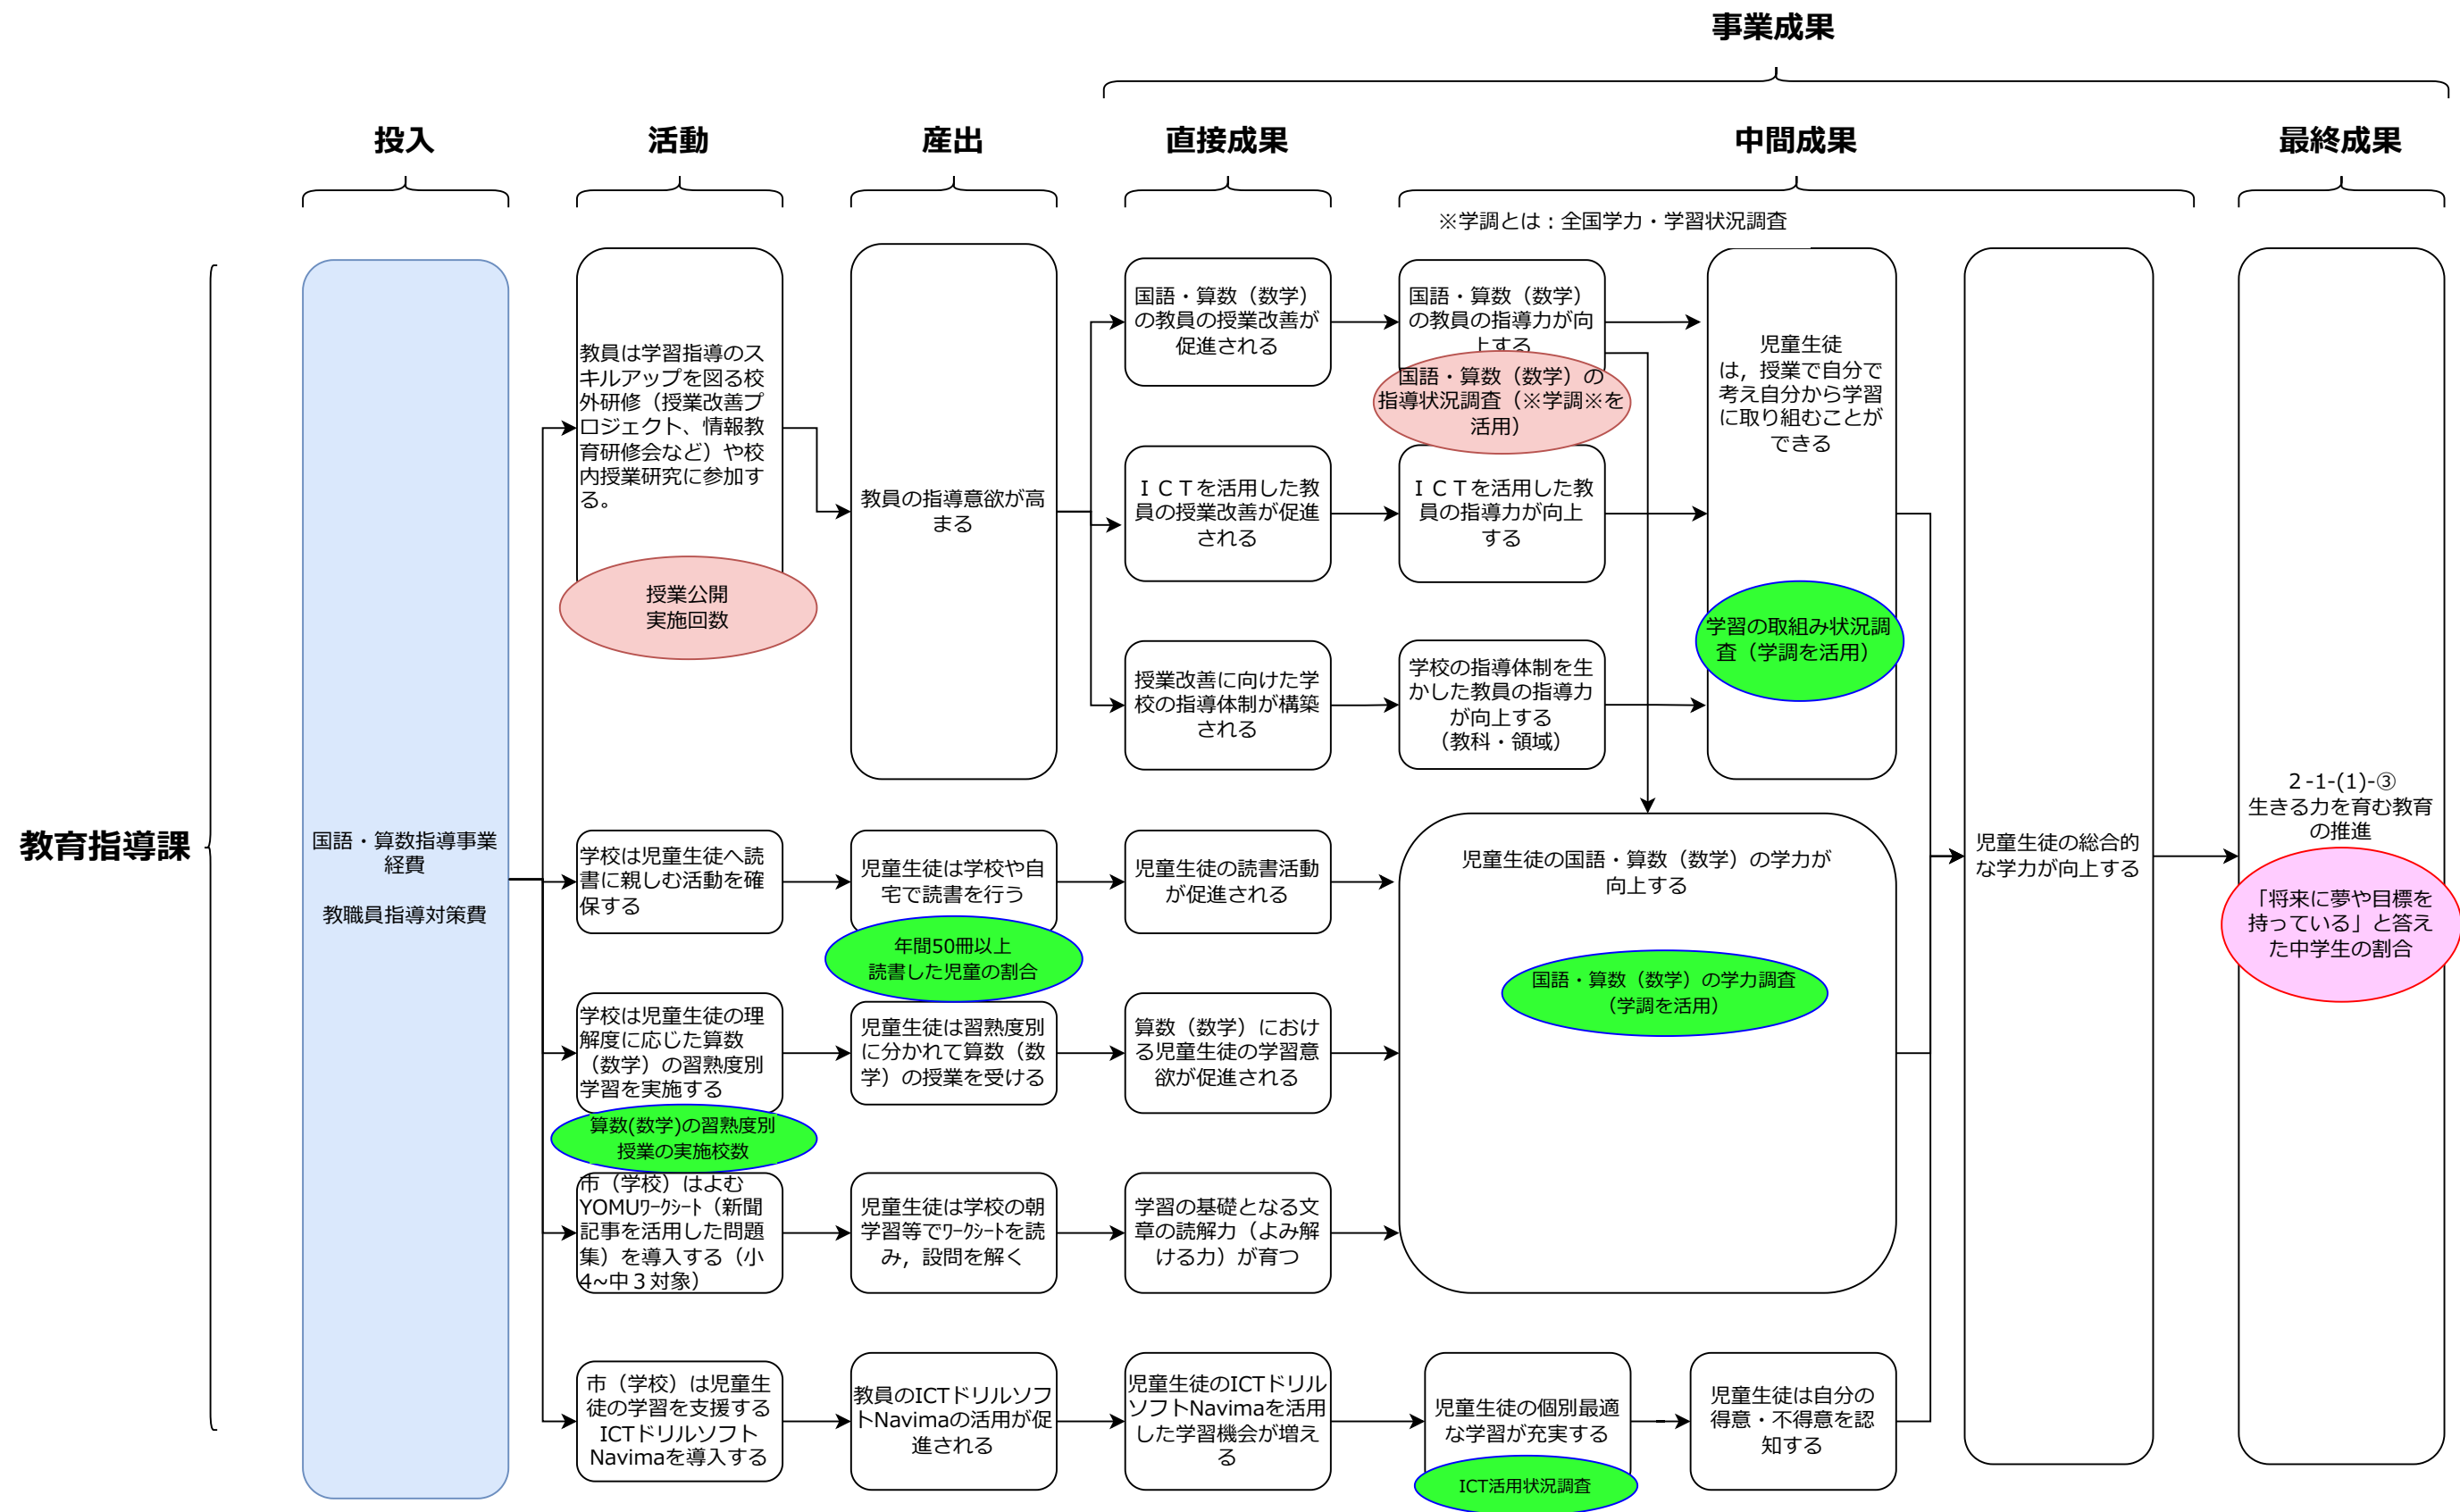 事業成果
投入
活動
産出
直接成果
中間成果
最終成果
※学調とは：全国学力・学習状況調査
教育指導課
国語・算数指導事業
経費
教職員指導対策費
教員は学習指導のス
キルアップを図る校
外研修（授業改善プ
ロジェクト、情報教
育研修会など）や校
内授業研究に参加す
る。
授業公開
実施回数
教員の指導意欲が高
まる
国語・算数（数学）
の教員の授業改善が
促進される
国語・算数（数学）
の教員の指導力が向
上する
国語・算数（数学）の
指導状況調査（※学調※を
活用）
ＩＣＴを活用した教
員の授業改善が促進
される
ＩＣＴを活用した教
員の指導力が向上
する
授業改善に向けた学
校の指導体制が構築
される
学校の指導体制を生
かした教員の指導力
が向上する
（教科・領域）
児童生徒
は，授業で自分で
考え自分から学習
に取り組むことが
できる
学習の取組み状況調
査（学調を活用）
学校は児童生徒へ読
書に親しむ活動を確
保する
児童生徒は学校や自
宅で読書を行う
年間50冊以上
読書した児童の割合
児童生徒の読書活動
が促進される
児童生徒の国語・算数（数学）の学力が
向上する
国語・算数（数学）の学力調査
（学調を活用）
学校は児童生徒の理
解度に応じた算数
（数学）の習熟度別
学習を実施する
算数(数学)の習熟度別
授業の実施校数
児童生徒は習熟度別
に分かれて算数（数
学）の授業を受ける
算数（数学）におけ
る児童生徒の学習意
欲が促進される
市（学校）はよむ
YOMUﾜｰｸｼｰﾄ（新聞
記事を活用した問題
集）を導入する（小
4~中３対象）
児童生徒は学校の朝
学習等でﾜｰｸｼｰﾄを読
み，設問を解く
学習の基礎となる文
章の読解力（よみ解
ける力）が育つ
市（学校）は児童生
徒の学習を支援する
ICTドリルソフト
Navimaを導入する
教員のICTドリルソフ
トNavimaの活用が促
進される
児童生徒のICTドリル
ソフトNavimaを活用
した学習機会が増え
る
児童生徒の個別最適
な学習が充実する
ICT活用状況調査
児童生徒は自分の
得意・不得意を認
知する
児童生徒の総合的
な学力が向上する
２-1-(1)-③
生きる力を育む教育
の推進
「将来に夢や目標を
持っている」と答え
た中学生の割合